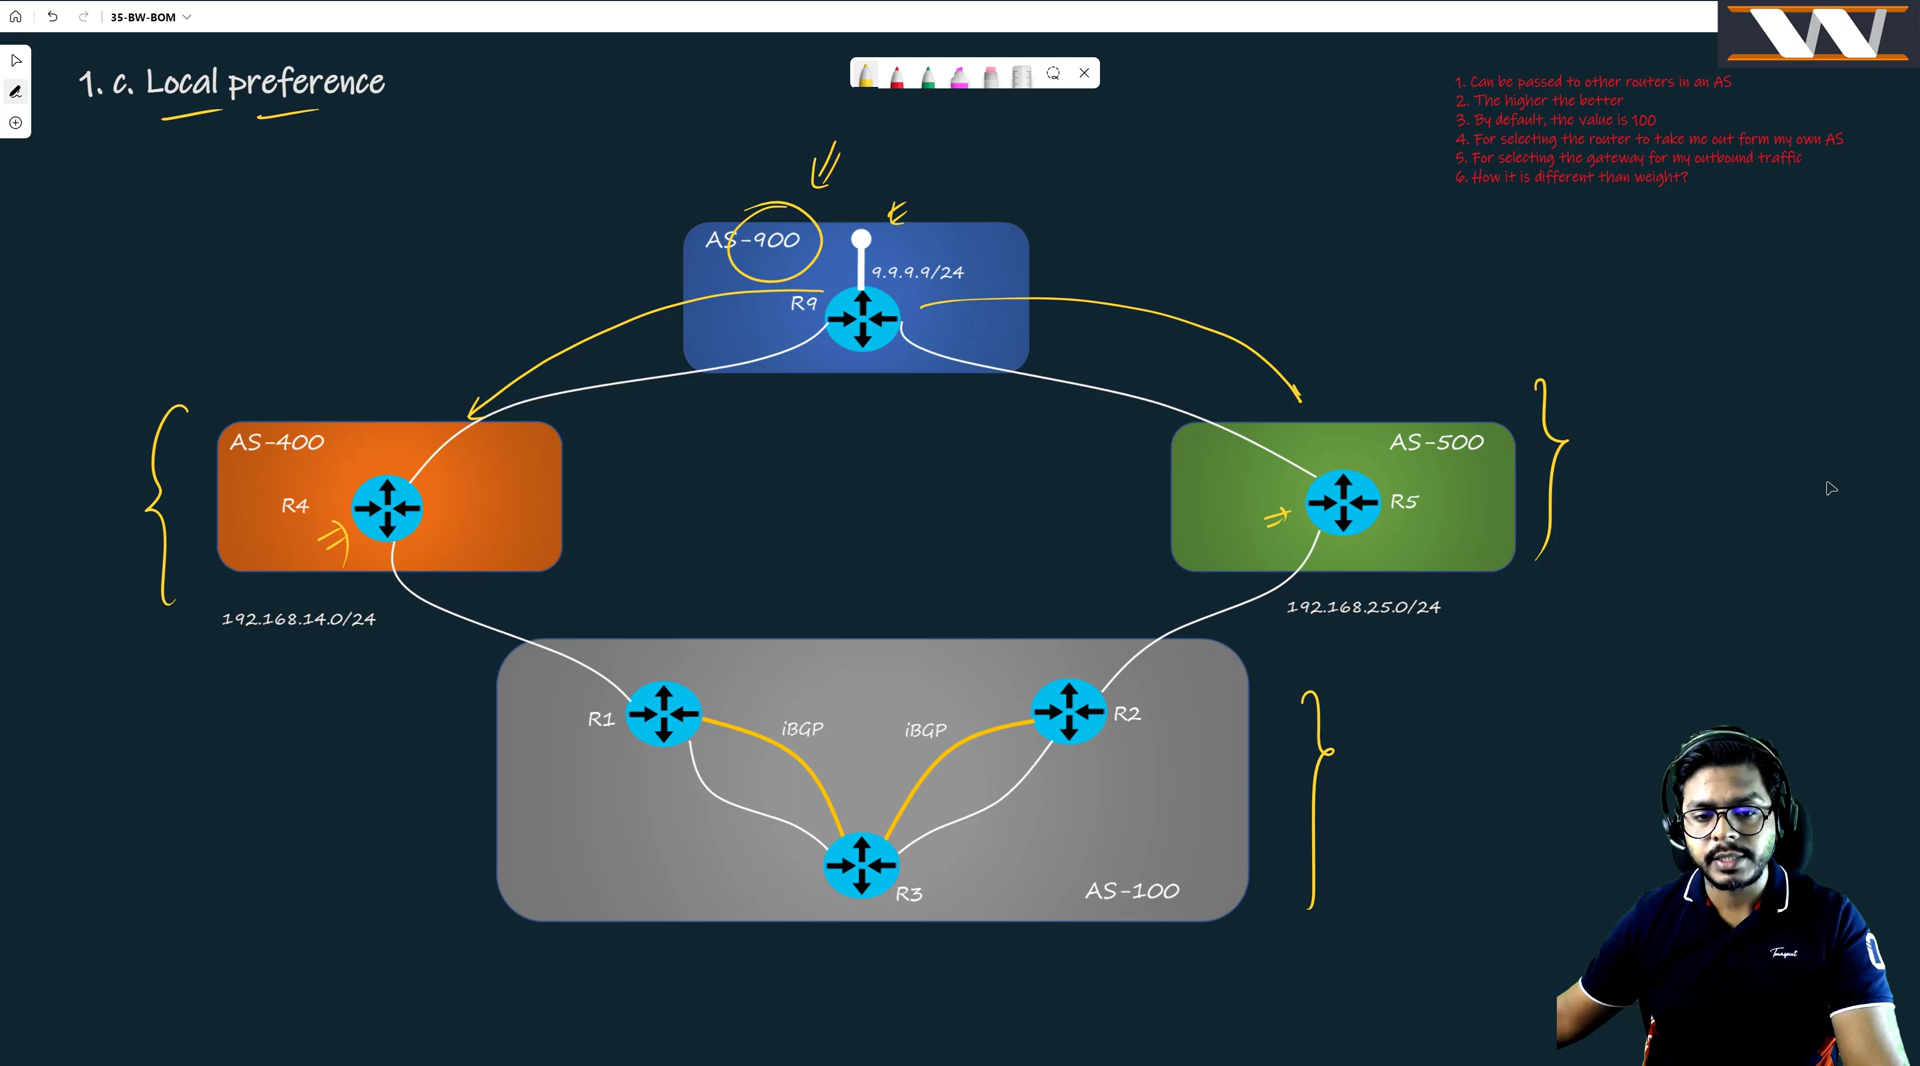 35-BW-BOM
W
1. c. Local preference
1. Can be passed to other routers in an AS
2. The higher the better
3. By default, the value is 100
4. For selecting the router to take me out form my own AS
5. For selecting the gateway for my outbound traffic
6. How it is different than weight?
AS-900
9.9.9.9/24
R9
AS-400
R4
AS-500
R5
192.168.14.0/24
192.168.25.0/24
R1
iBGP
iBGP
R2
R3
AS-100